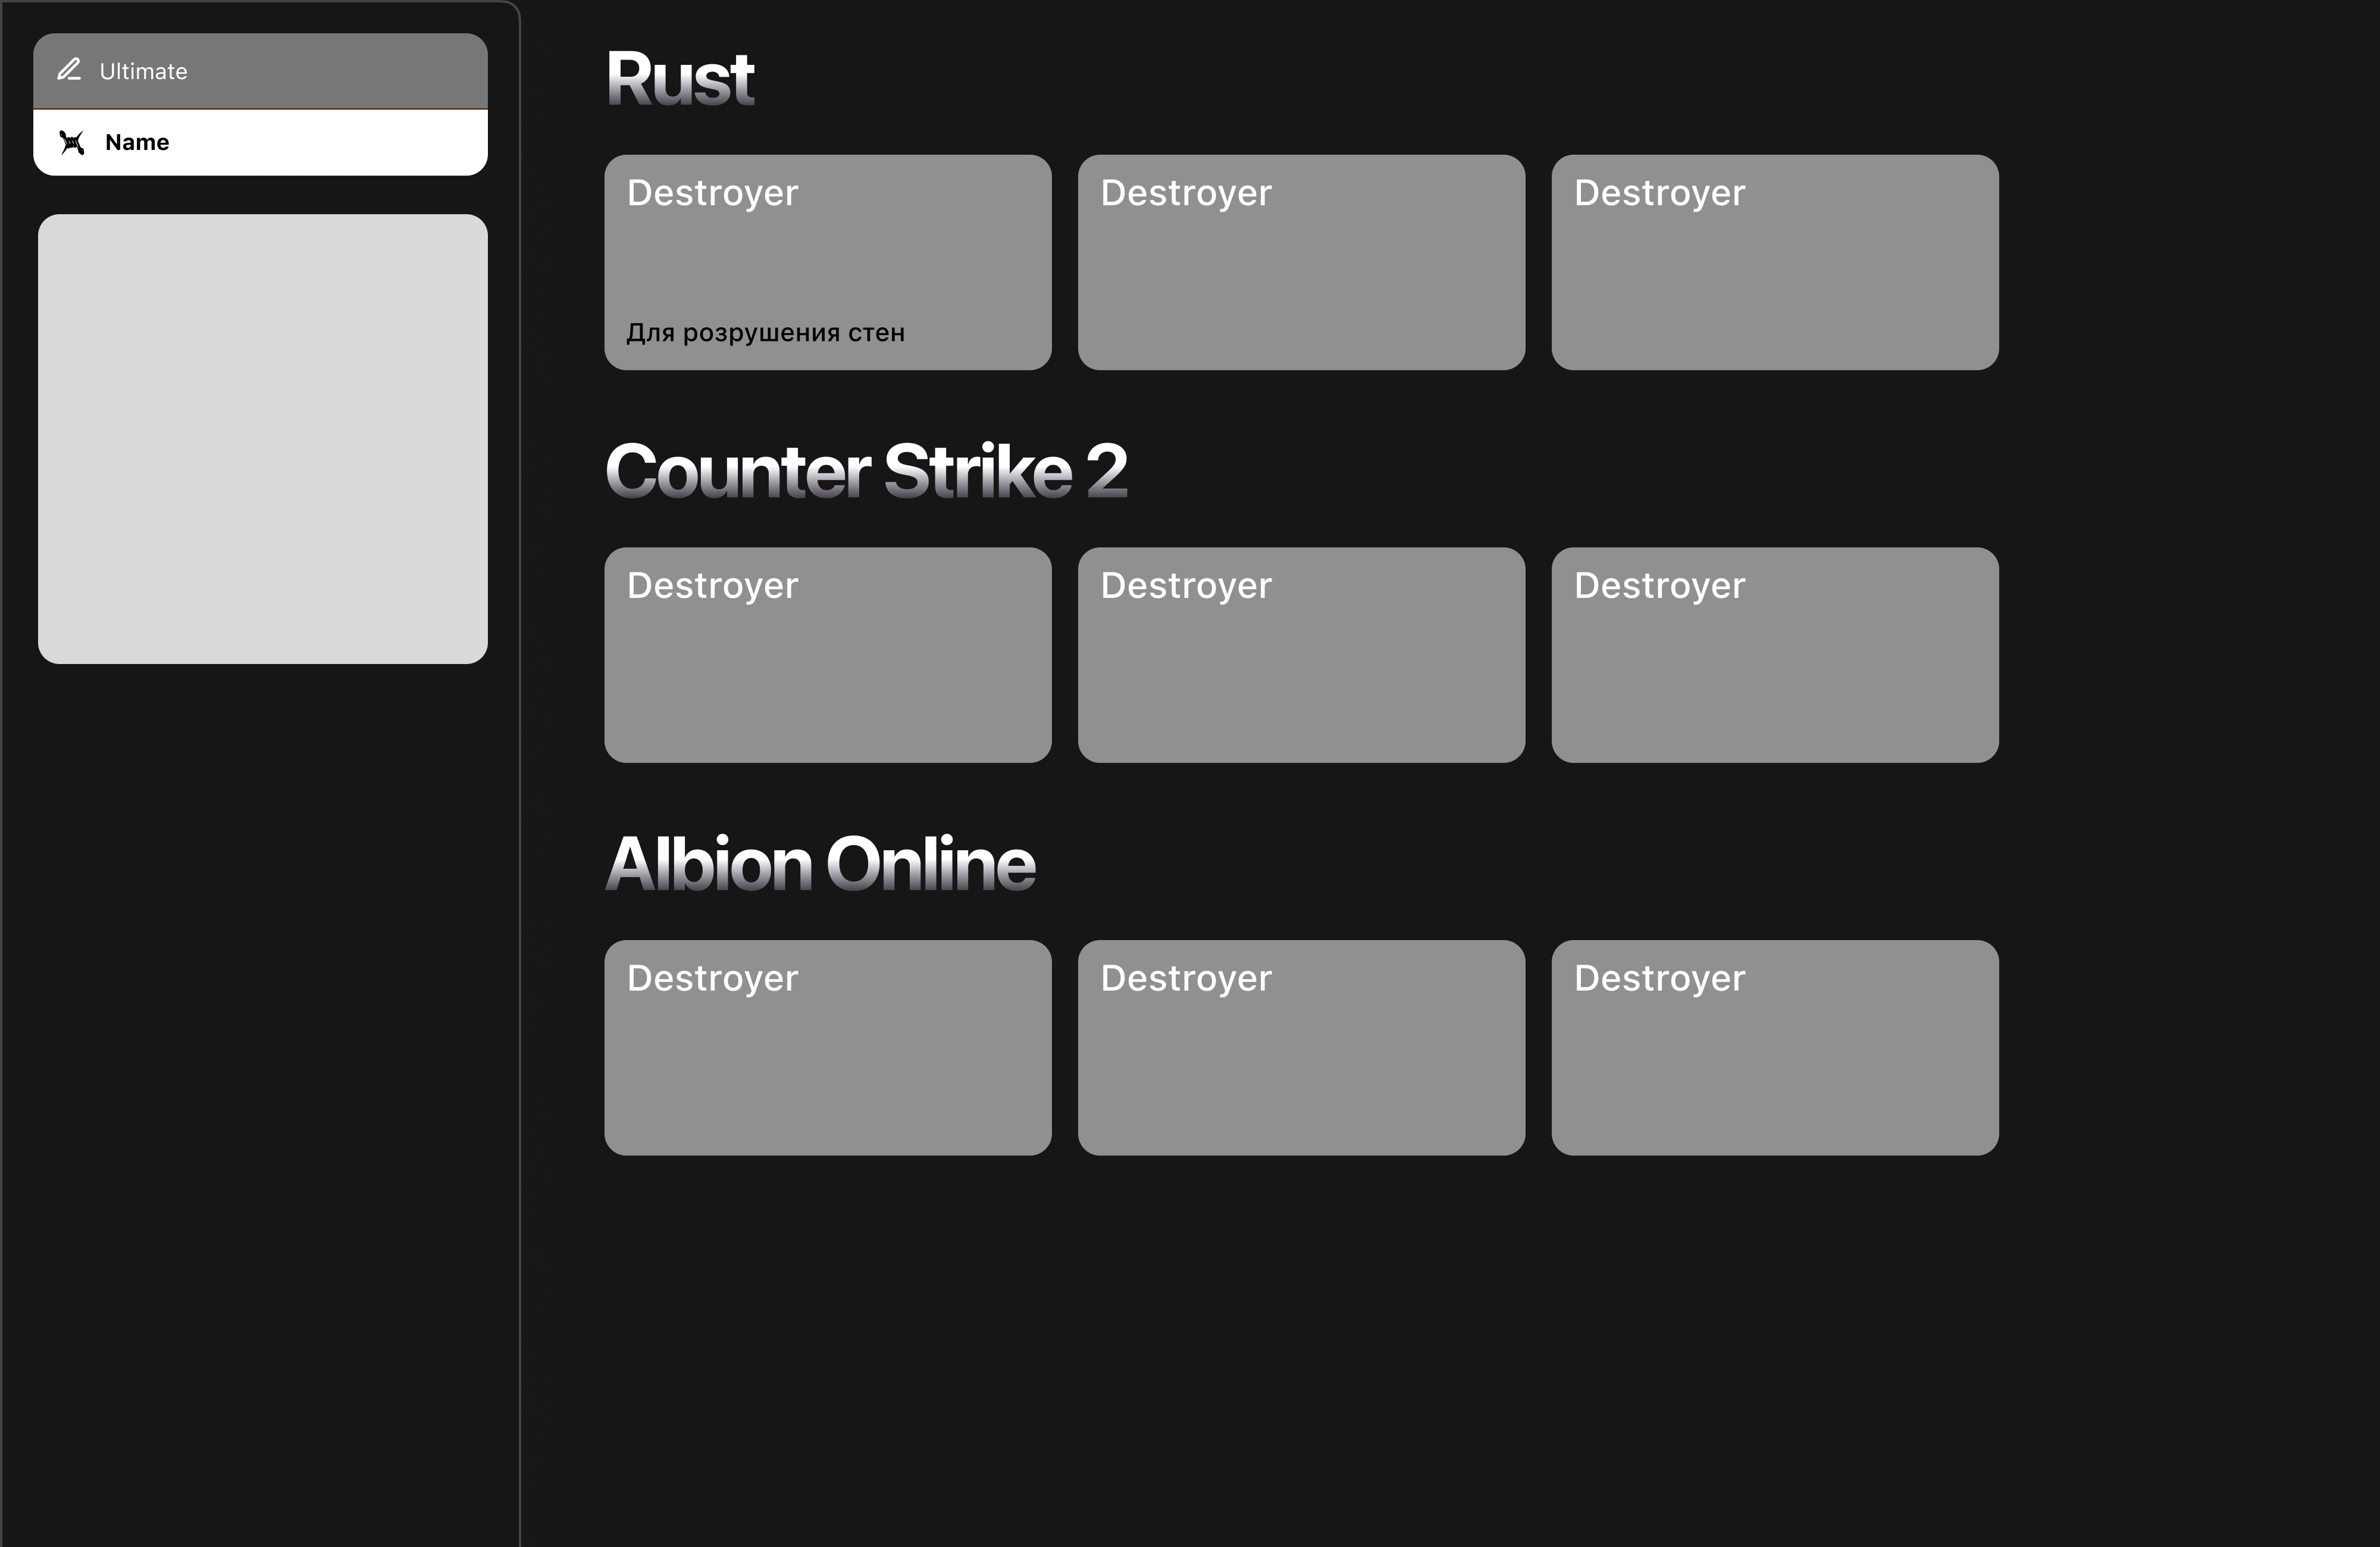 Ultimate
Name
Rust
Destroyer
Destroyer
Destroyer
Для розрушения стен
Counter Strike 2
Destroyer
Destroyer
Destroyer
Albion Online
Destroyer
Destroyer
Destroyer